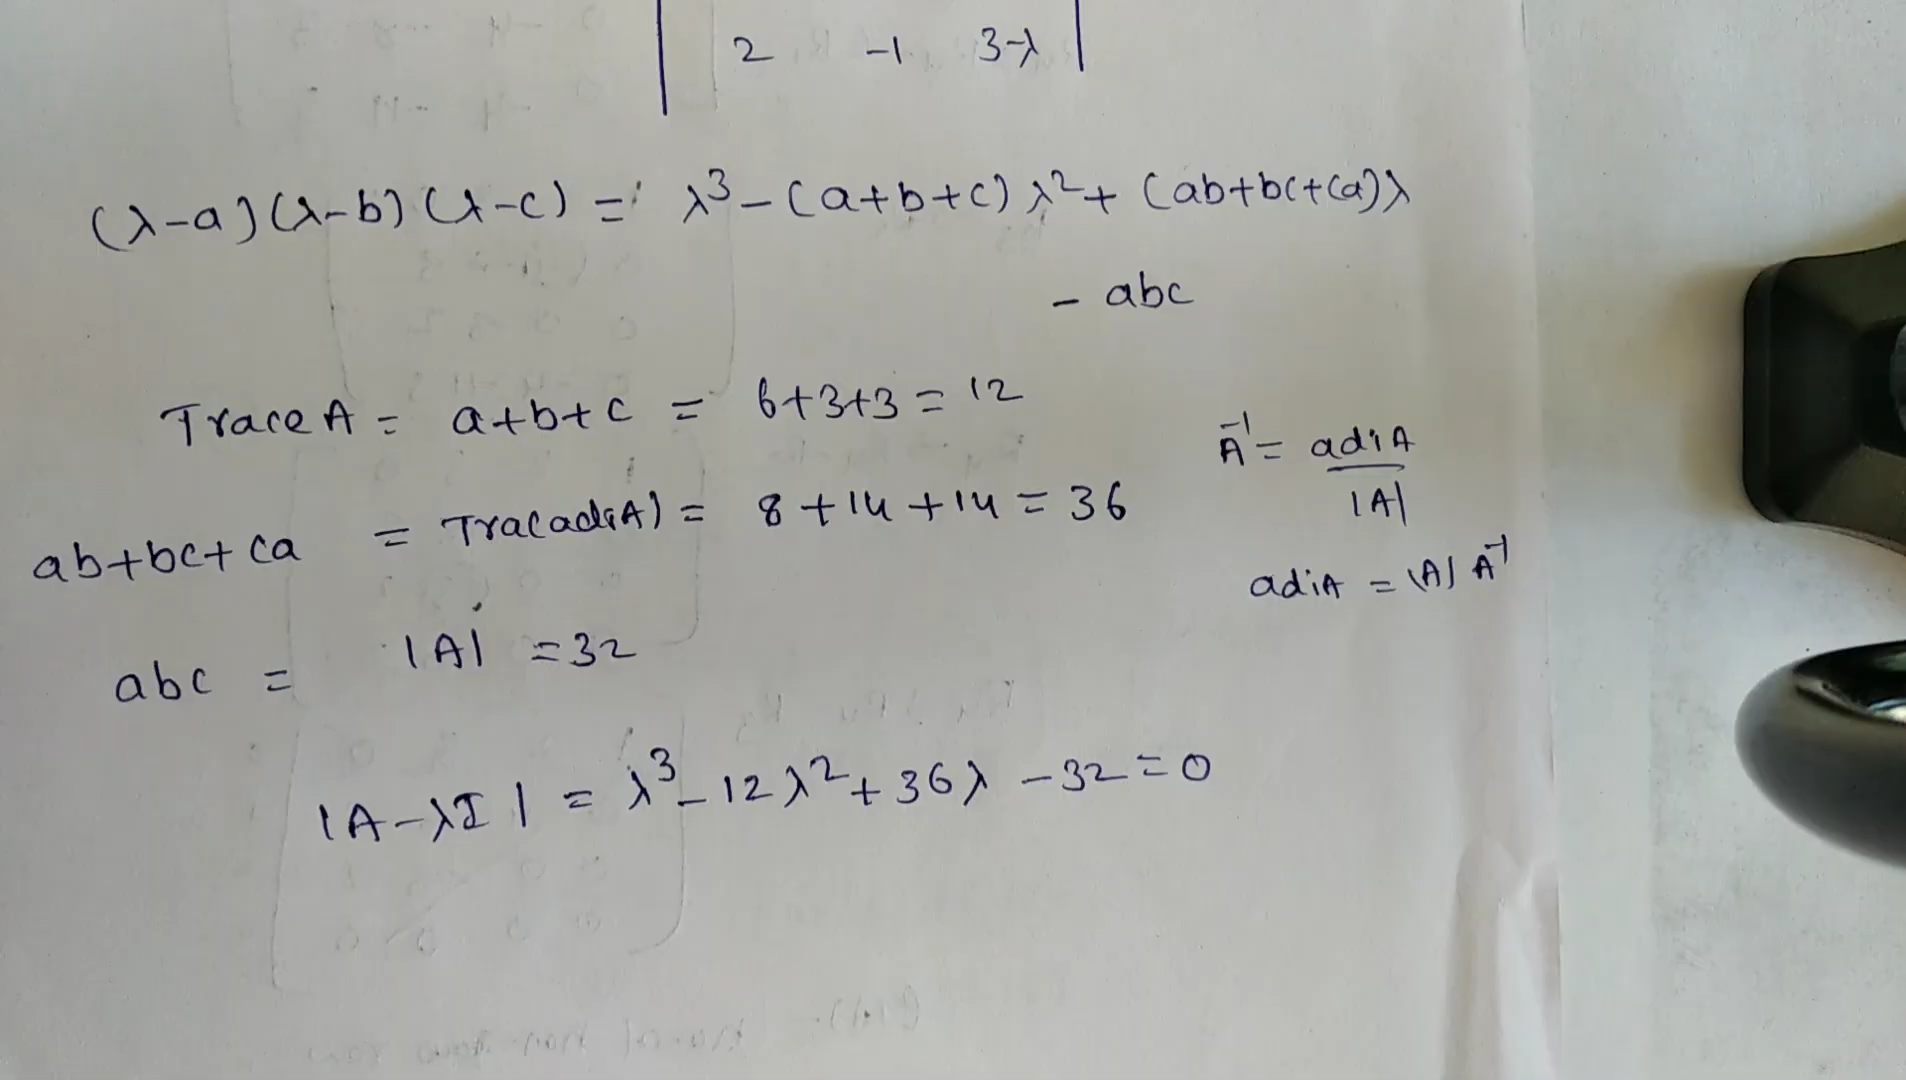 2 -1 3-λ
(λ-a)(λ-b)(λ-c) = λ³-(a+b+c)λ²+(ab+bc+ca)λ
- abc
Trace A = a+b+c = 6+3+3=12
ab+bc+ca = Tra(adjA) = 8+14+14=36
A⁻¹ = adjA
|A|
adjA = |A| A⁻¹
abc = |A| =32
|A-λI| = λ³-12λ²+36λ-32=0